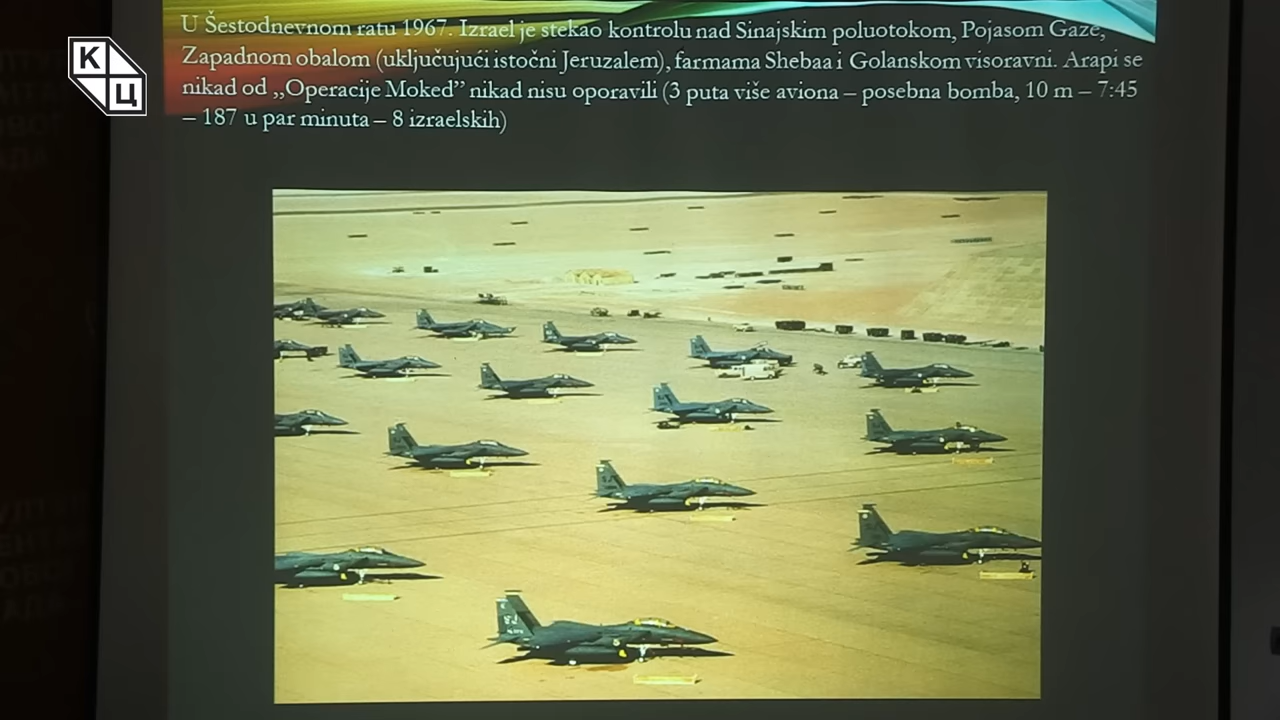 К
Ц
U Šestodnevnom ratu 1967. Izrael je stekao kontrolu nad Sinajskim poluotokom, Pojasom Gaze,
Zapadnom obalom (uključujući istočni Jeruzalem), farmama Shebaa i Golanskom visoravni. Arapi se
nikad od „Operacije Moked” nikad nisu oporavili (3 puta više aviona – posebna bomba, 10 m – 7:45
– 187 u par minuta – 8 izraelskih)
SJ